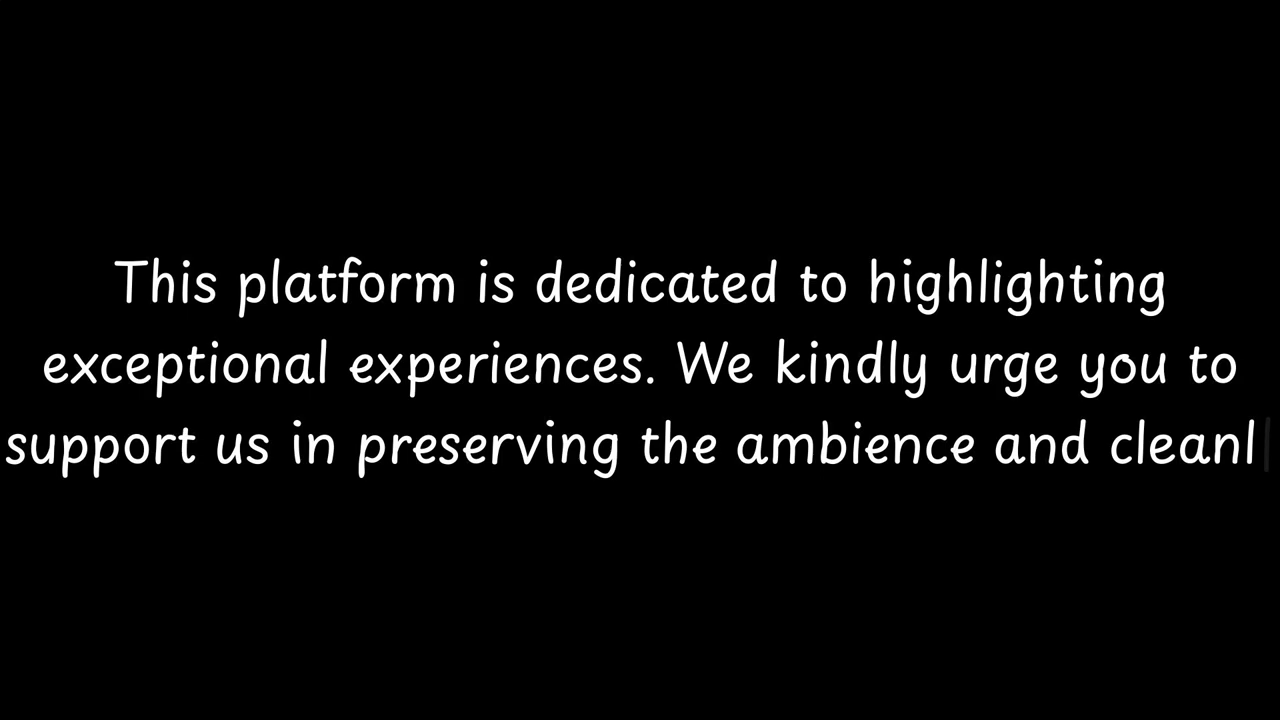 This platform is dedicated to highlighting
exceptional experiences. We kindly urge you to
support us in preserving the ambience and cleanl